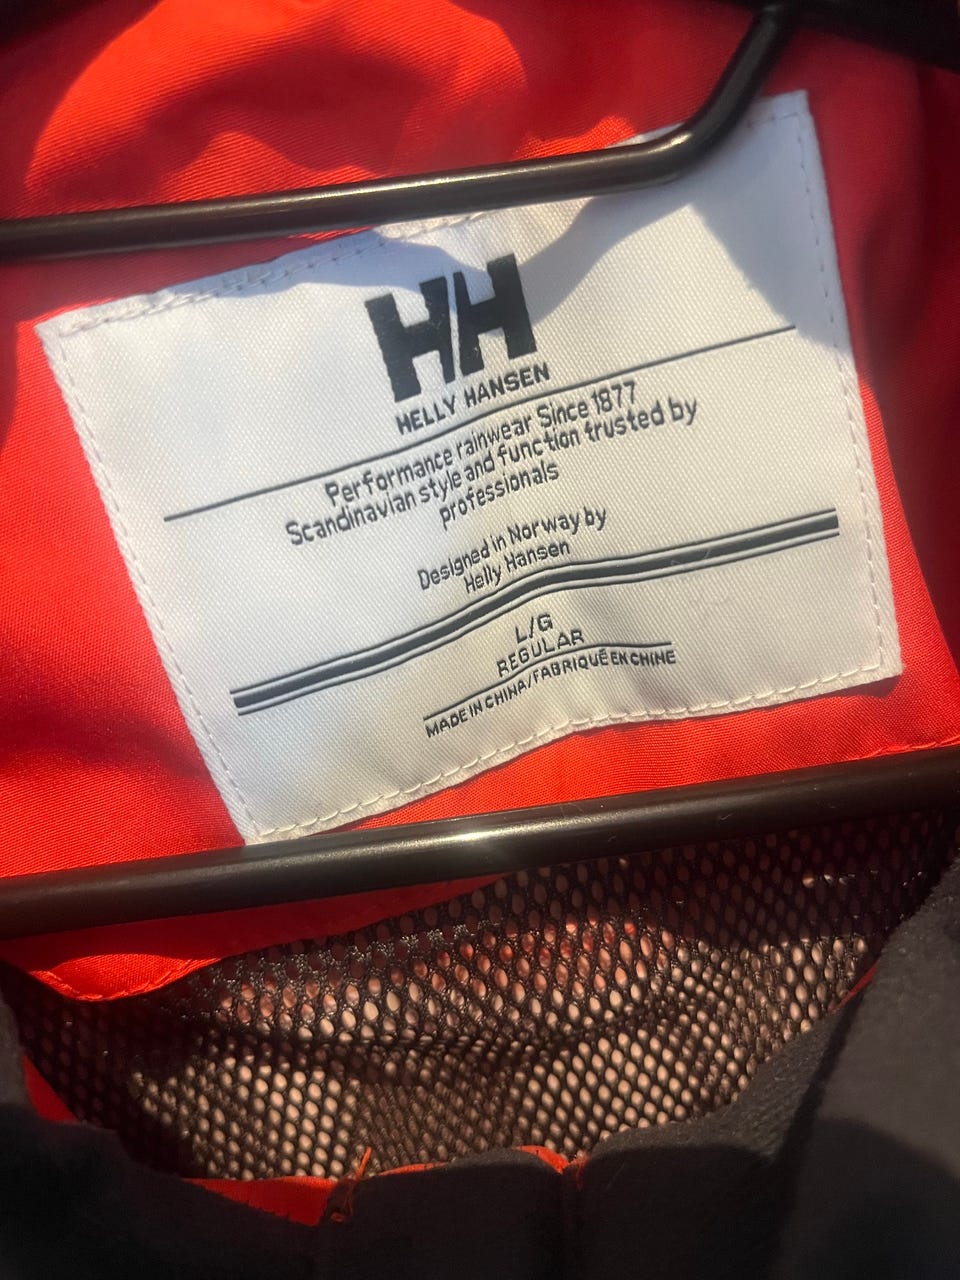 HH
HELLY HANSEN
Performance rainwear Since 1877
Scandinavian style and function trusted by
professionals
Designed in Norway by
Helly Hansen
L/G
REGULAR
MADE IN CHINA/FABRIQUÉ EN CHINE